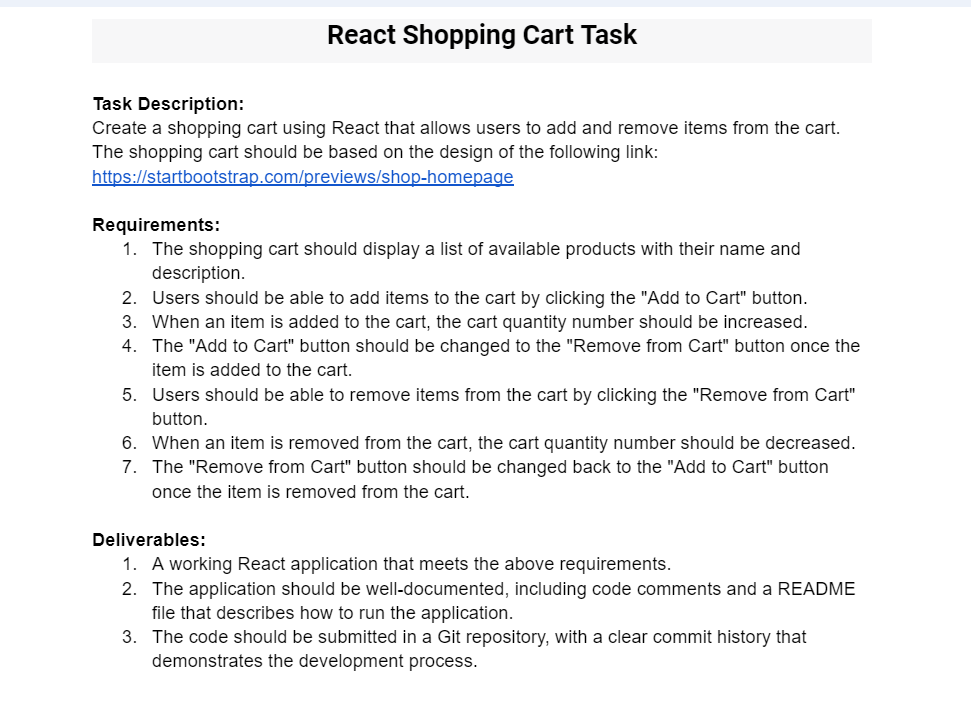 React Shopping Cart Task
Task Description:
Create a shopping cart using React that allows users to add and remove items from the cart.
The shopping cart should be based on the design of the following link:
https://startbootstrap.com/previews/shop-homepage
Requirements:
1. The shopping cart should display a list of available products with their name and
description.
2. Users should be able to add items to the cart by clicking the "Add to Cart" button.
3. When an item is added to the cart, the cart quantity number should be increased.
4. The "Add to Cart" button should be changed to the "Remove from Cart" button once the
item is added to the cart.
5. Users should be able to remove items from the cart by clicking the "Remove from Cart"
button.
6. When an item is removed from the cart, the cart quantity number should be decreased.
7. The "Remove from Cart" button should be changed back to the "Add to Cart" button
once the item is removed from the cart.
Deliverables:
1. A working React application that meets the above requirements.
2. The application should be well-documented, including code comments and a README
file that describes how to run the application.
3. The code should be submitted in a Git repository, with a clear commit history that
demonstrates the development process.